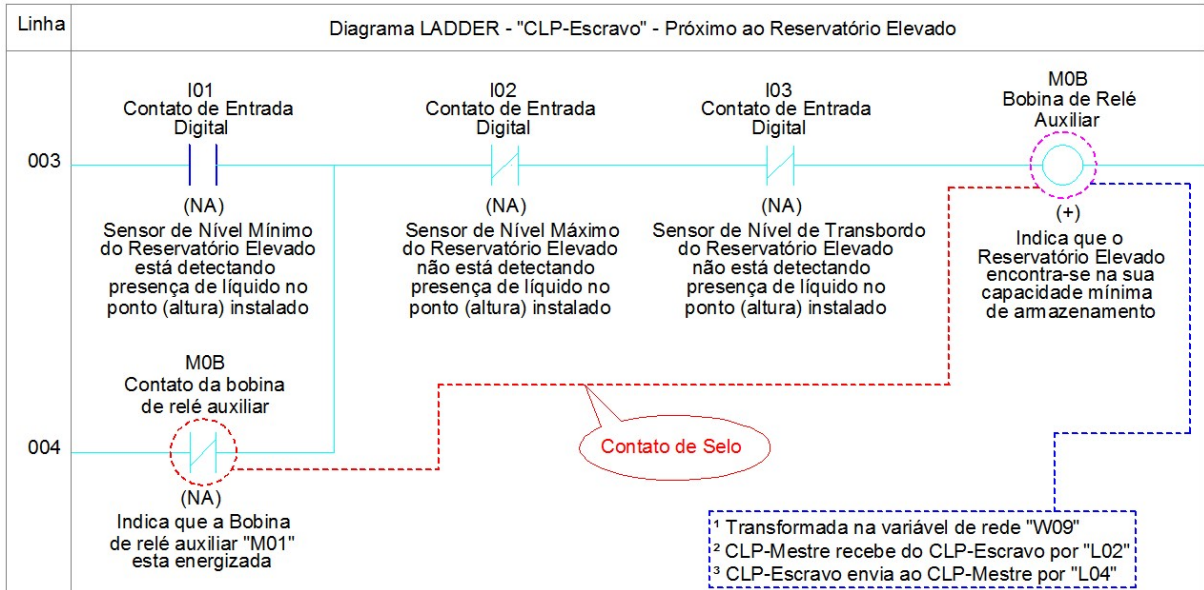 Linha
Diagrama LADDER - "CLP-Escravo" - Próximo ao Reservatório Elevado
003
I01
Contato de Entrada
Digital
(NA)
Sensor de Nível Mínimo
do Reservatório Elevado
está detectando
presença de líquido no
ponto (altura) instalado
I02
Contato de Entrada
Digital
(NA)
Sensor de Nível Máximo
do Reservatório Elevado
não está detectando
presença de líquido no
ponto (altura) instalado
I03
Contato de Entrada
Digital
(NA)
Sensor de Nível de Transbordo
do Reservatório Elevado
não está detectando
presença de líquido no
ponto (altura) instalado
M0B
Bobina de Relé
Auxiliar
(+)
Indica que o
Reservatório Elevado
encontra-se na sua
capacidade mínima
de armazenamento
004
M0B
Contato da bobina
de relé auxiliar
(NA)
Indica que a Bobina
de relé auxiliar "M01"
esta energizada
Contato de Selo
¹ Transformada na variável de rede "W09"
² CLP-Mestre recebe do CLP-Escravo por "L02"
³ CLP-Escravo envia ao CLP-Mestre por "L04"